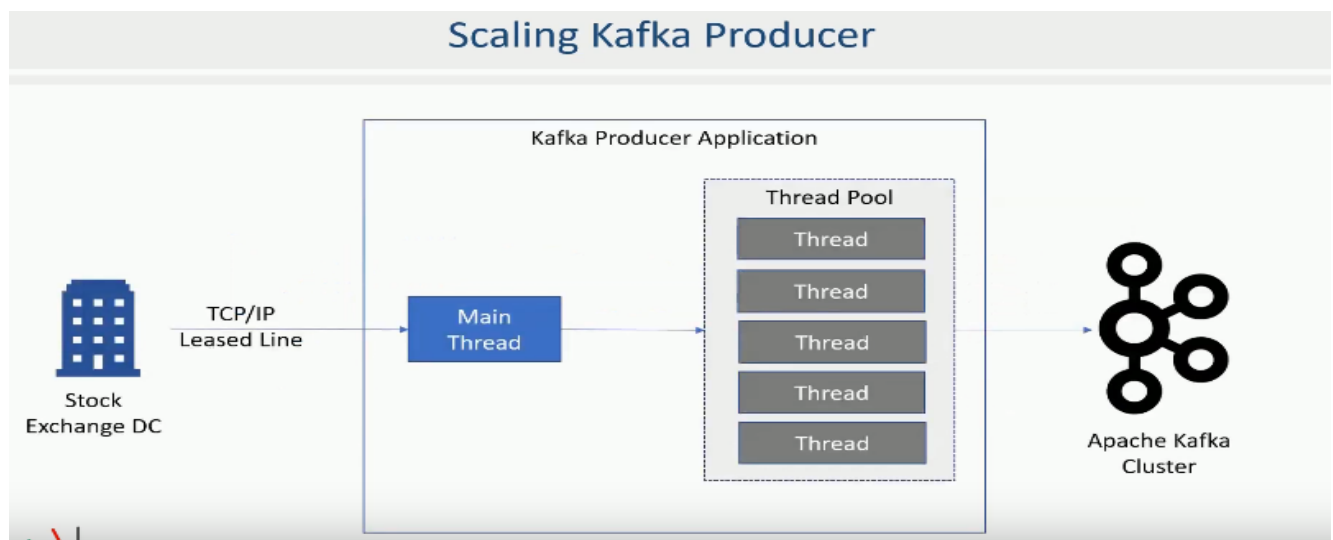 Scaling Kafka Producer
Kafka Producer Application
Thread Pool
Thread
Thread
Thread
Thread
Thread
TCP/IP
Leased Line
Main
Thread
Stock
Exchange DC
Apache Kafka
Cluster